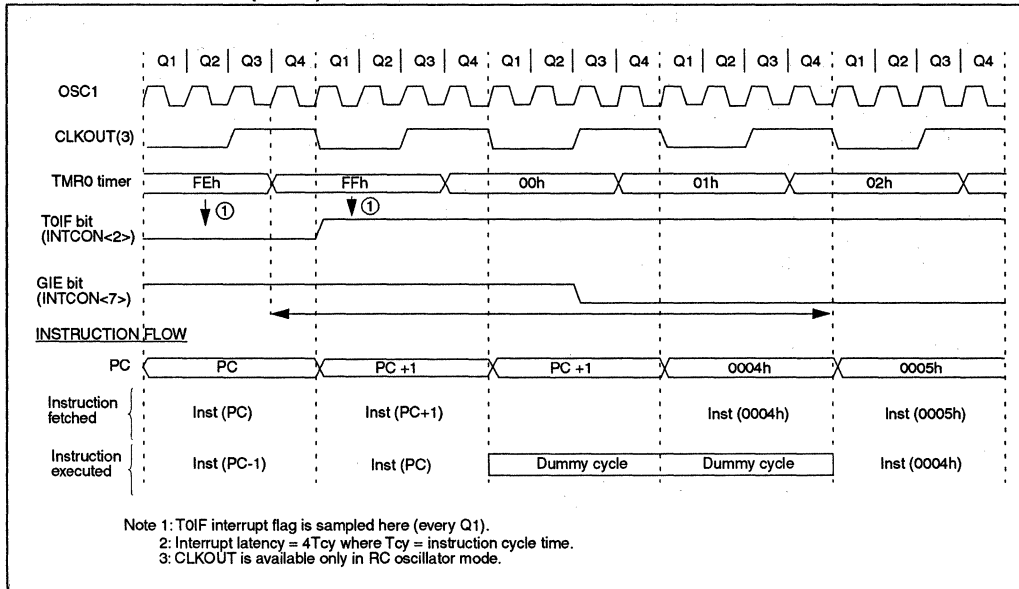 Q1 | Q2 | Q3 | Q4 | Q1 | Q2 | Q3 | Q4 | Q1 | Q2 | Q3 | Q4 | Q1 | Q2 | Q3 | Q4 | Q1 | Q2 | Q3 | Q4
OSC1
CLKOUT(3)
TMR0 timer FEh FFh 00h 01h 02h
① ①
T0IF bit
(INTCON<2>)
GIE bit
(INTCON<7>)
INSTRUCTION FLOW
PC PC PC +1 PC +1 0004h 0005h
Instruction
fetched
Inst (PC) Inst (PC+1) Inst (0004h) Inst (0005h)
Instruction
executed
Inst (PC-1) Inst (PC) Dummy cycle Dummy cycle Inst (0004h)
Note 1: T0IF interrupt flag is sampled here (every Q1).
2: Interrupt latency = 4Tcy where Tcy = instruction cycle time.
3: CLKOUT is available only in RC oscillator mode.